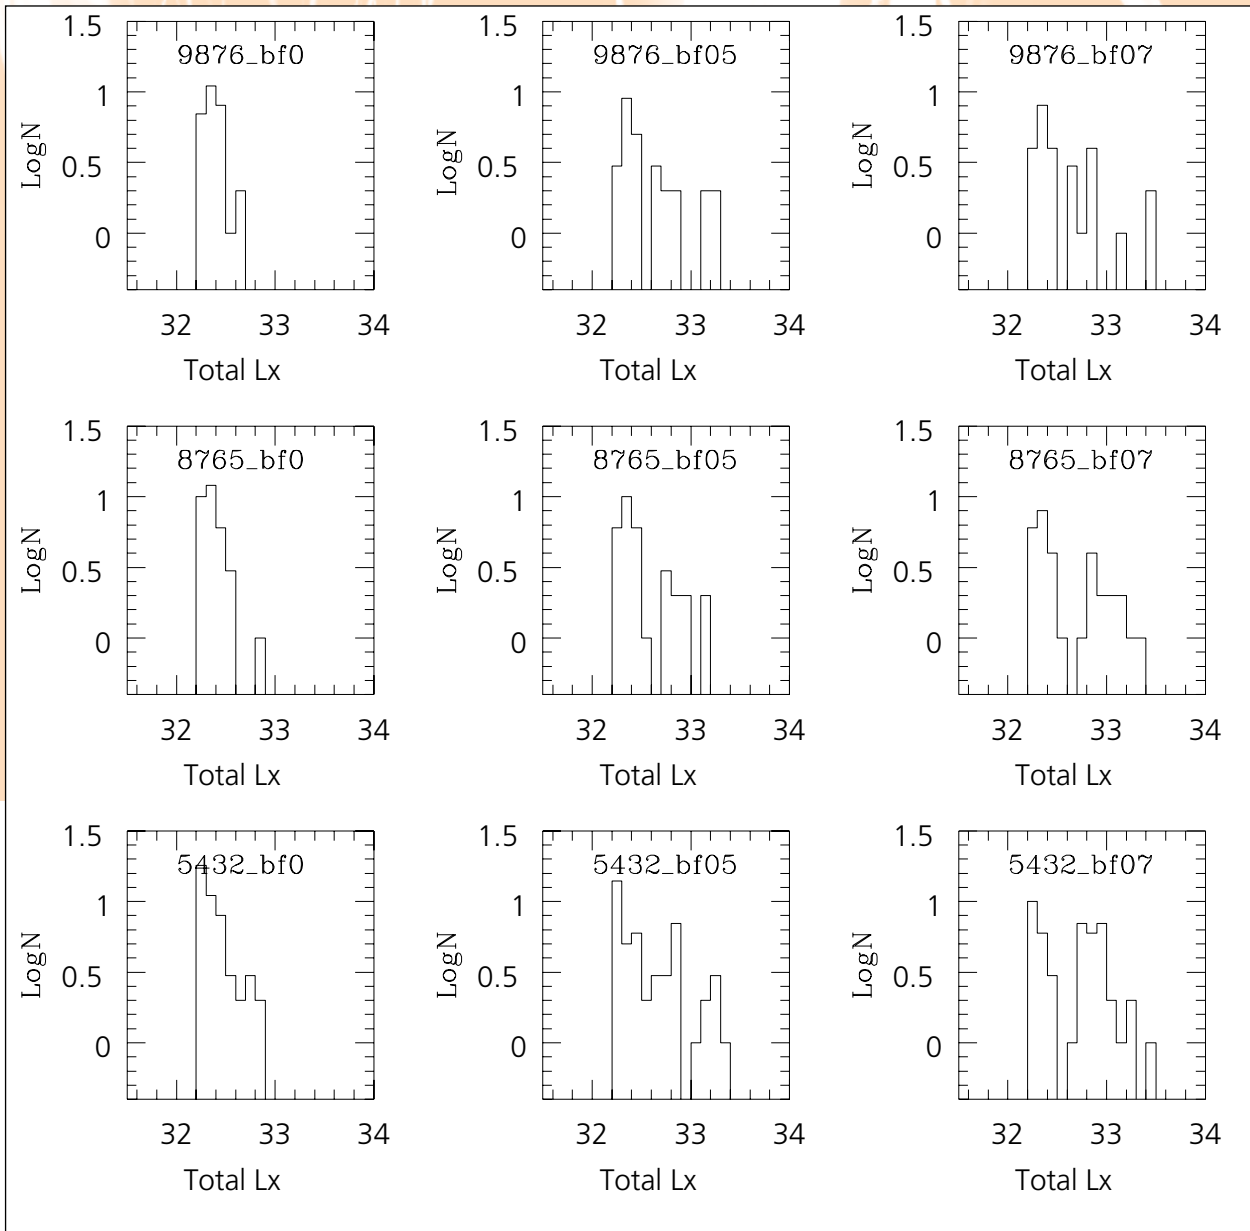 1.5 1.5 1.5
9876_bf0 9876_bf05 9876_bf07
1 1 1
LogN LogN LogN
0.5 0.5 0.5
0 0 0
32 33 34 32 33 34 32 33 34
Total Lx Total Lx Total Lx
1.5 1.5 1.5
8765_bf0 8765_bf05 8765_bf07
1 1 1
LogN LogN LogN
0.5 0.5 0.5
0 0 0
32 33 34 32 33 34 32 33 34
Total Lx Total Lx Total Lx
1.5 1.5 1.5
5432_bf0 5432_bf05 5432_bf07
1 1 1
LogN LogN LogN
0.5 0.5 0.5
0 0 0
32 33 34 32 33 34 32 33 34
Total Lx Total Lx Total Lx